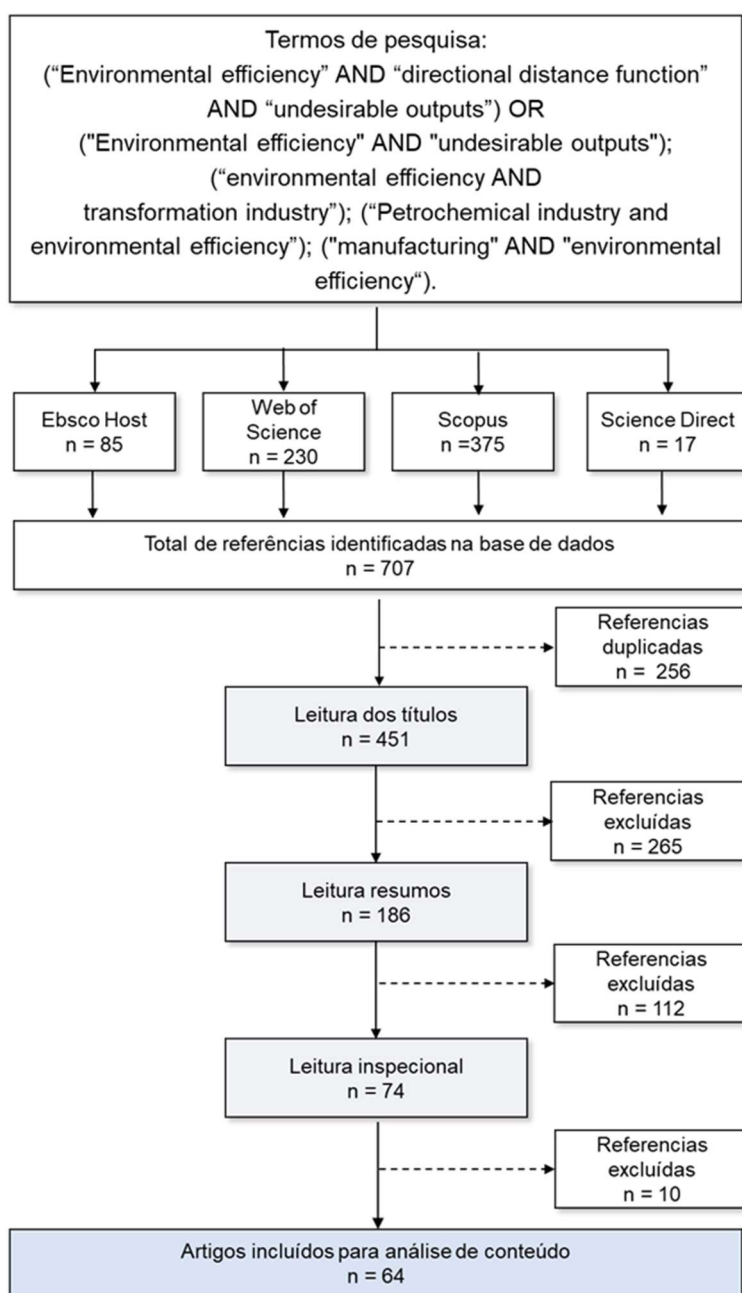 Termos de pesquisa:
(“Environmental efficiency” AND “directional distance function”
AND “undesirable outputs”) OR
("Environmental efficiency" AND "undesirable outputs");
(“environmental efficiency AND
transformation industry”); (“Petrochemical industry and
environmental efficiency”); ("manufacturing" AND "environmental
efficiency“).
Ebsco Host
n = 85
Web of
Science
n = 230
Scopus
n =375
Science Direct
n = 17
Total de referências identificadas na base de dados
n = 707
Referencias
duplicadas
n = 256
Leitura dos títulos
n = 451
Referencias
excluídas
n = 265
Leitura resumos
n = 186
Referencias
excluídas
n = 112
Leitura inspecional
n = 74
Referencias
excluídas
n = 10
Artigos incluídos para análise de conteúdo
n = 64